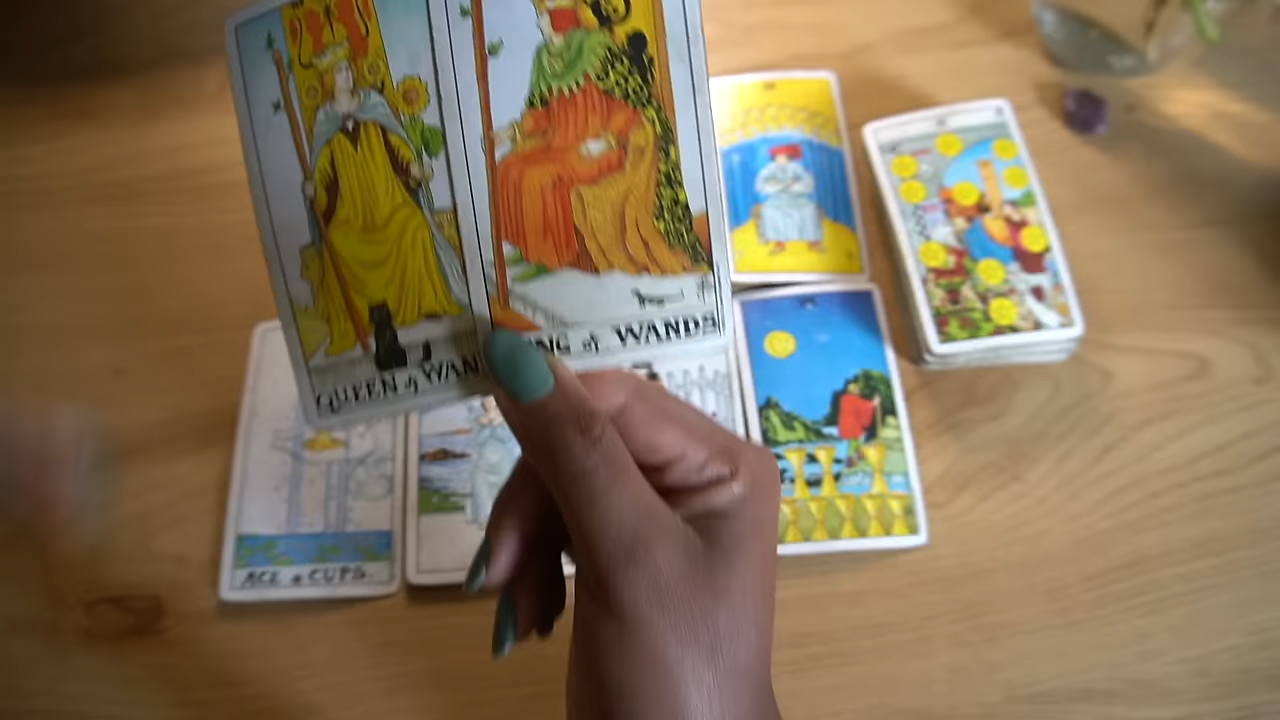 QUEEN of WAN
ING of WANDS
ACE of CUPS.